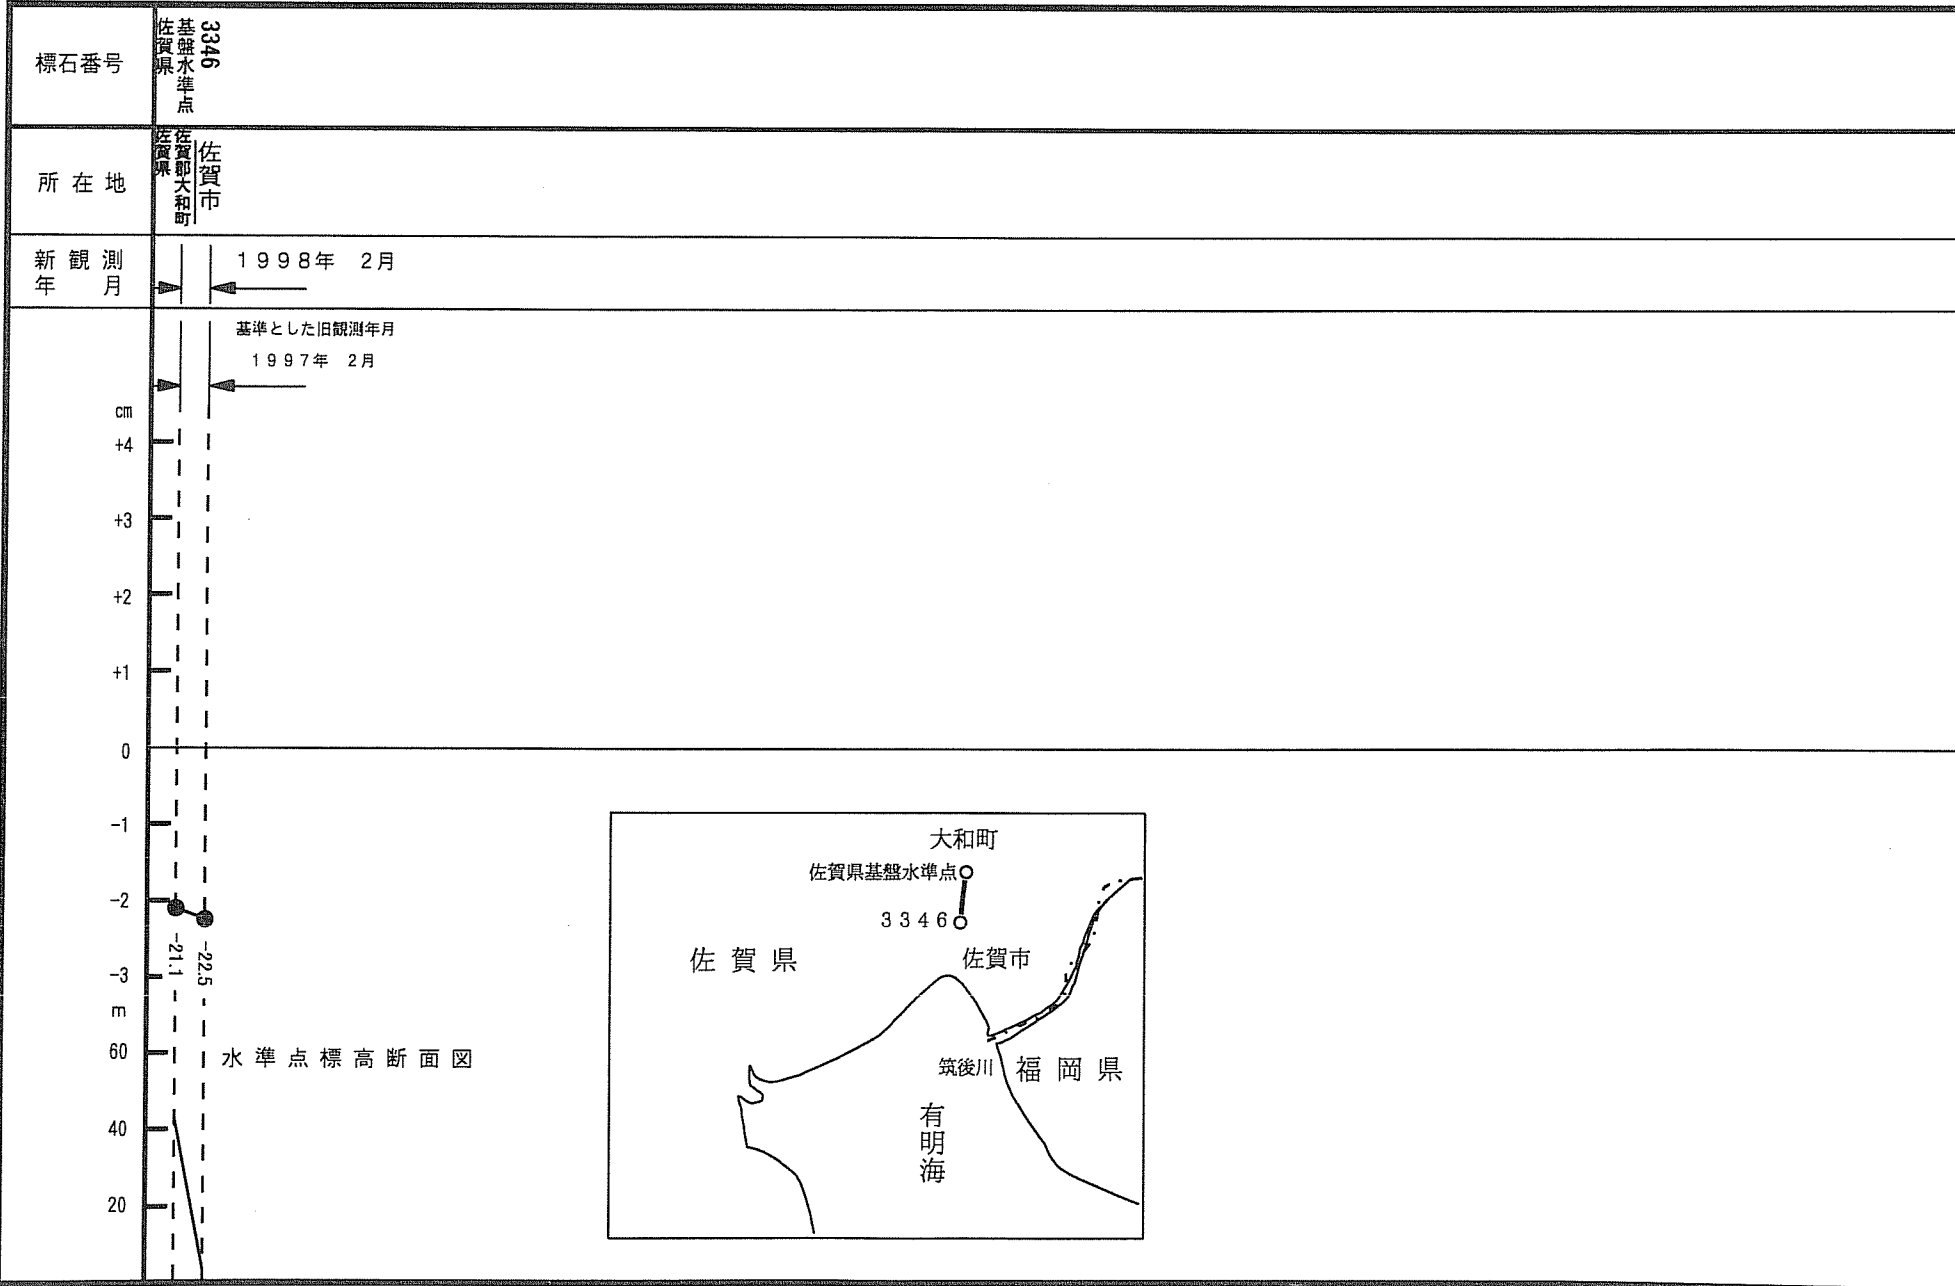 標石番号
佐賀県
基盤水準点
3346
所在地
佐賀県
佐賀郡大和町
佐賀市
新観測
年 月
1998年 2月
基準とした旧観測年月
1997年 2月
cm
+4
+3
+2
+1
0
-1
-2
-3
-21.1
-22.5
m
60
40
20
水準点標高断面図
大和町
佐賀県基盤水準点
3346
佐賀県
佐賀市
筑後川
福岡県
有明海